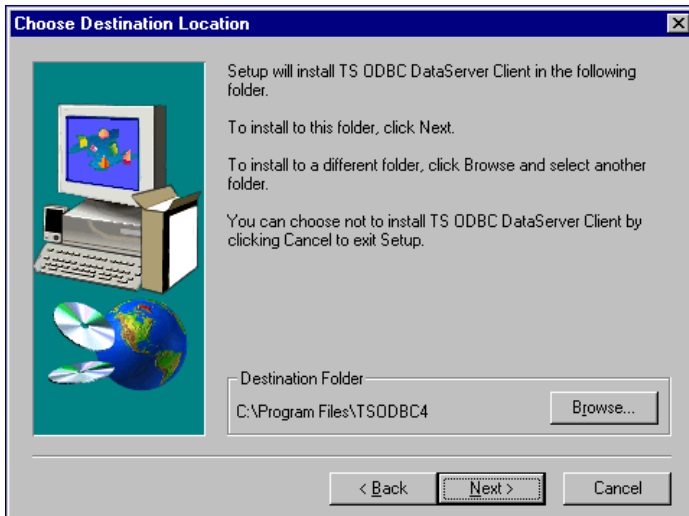 Choose Destination Location
Setup will install TS ODBC DataServer Client in the following
folder.
To install to this folder, click Next.
To install to a different folder, click Browse and select another
folder.
You can choose not to install TS ODBC DataServer Client by
clicking Cancel to exit Setup.
Destination Folder
C:\Program Files\TSODBC4
Browse...
< Back
Next >
Cancel